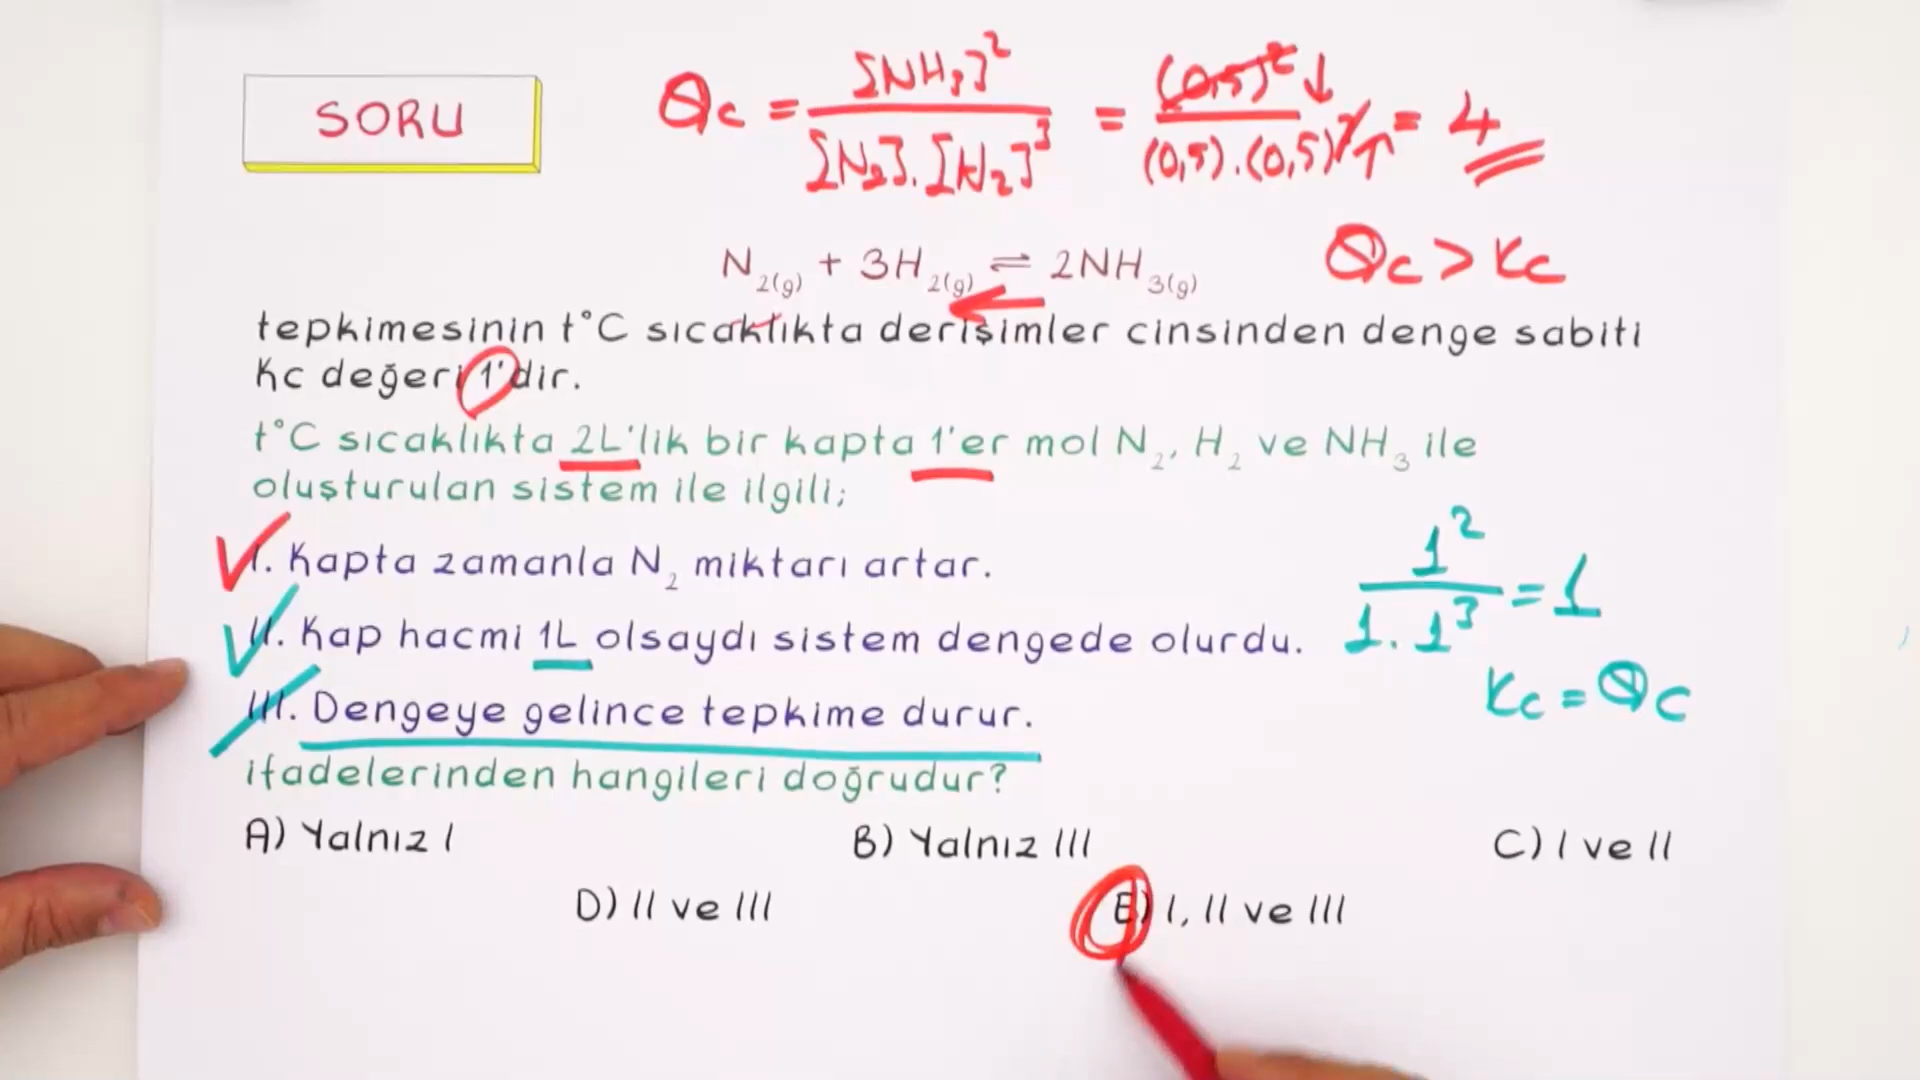 SORU
Qc = [NH₃]² / [N₂].[H₂]³ = (0,5)² ↓ / (0,5).(0,5)³ ↑ = 4
N₂(g) + 3H₂(g) ⇌ 2NH₃(g)
Qc > Kc
tepkimesinin t°C sıcaklıkta derişimler cinsinden denge sabiti
Kc değeri 1'dir.
t°C sıcaklıkta 2L'lik bir kapta 1'er mol N₂, H₂ ve NH₃ ile
oluşturulan sistem ile ilgili;
I. Kapta zamanla N₂ miktarı artar.
II. Kap hacmi 1L olsaydı sistem dengede olurdu.
1² / 1.1³ = 1
Kc = Qc
III. Dengeye gelince tepkime durur.
ifadelerinden hangileri doğrudur?
A) Yalnız I
B) Yalnız III
C) I ve II
D) II ve III
E) I, II ve III